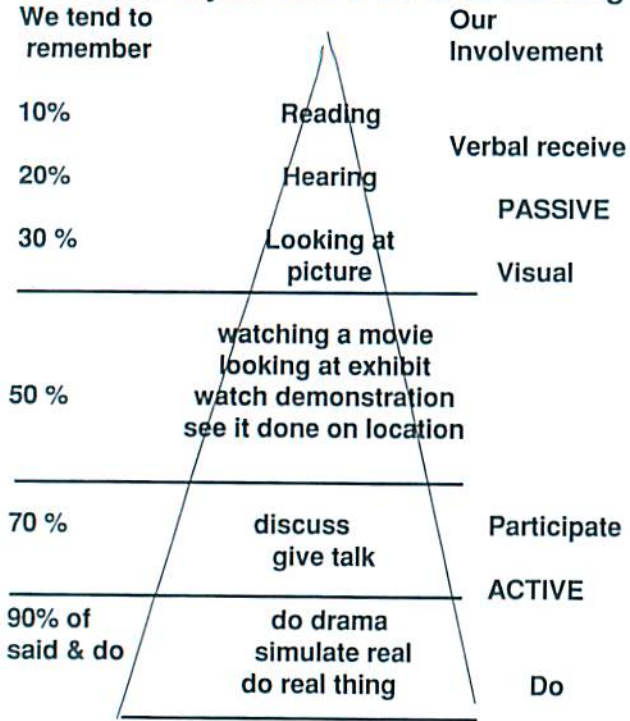 We tend to
remember
Our
Involvement
10%
Reading
Verbal receive
20%
Hearing
PASSIVE
30 %
Looking at
picture
Visual
watching a movie
looking at exhibit
50 %
watch demonstration
see it done on location
70 %
discuss
give talk
Participate
ACTIVE
90% of
said & do
do drama
simulate real
do real thing
Do